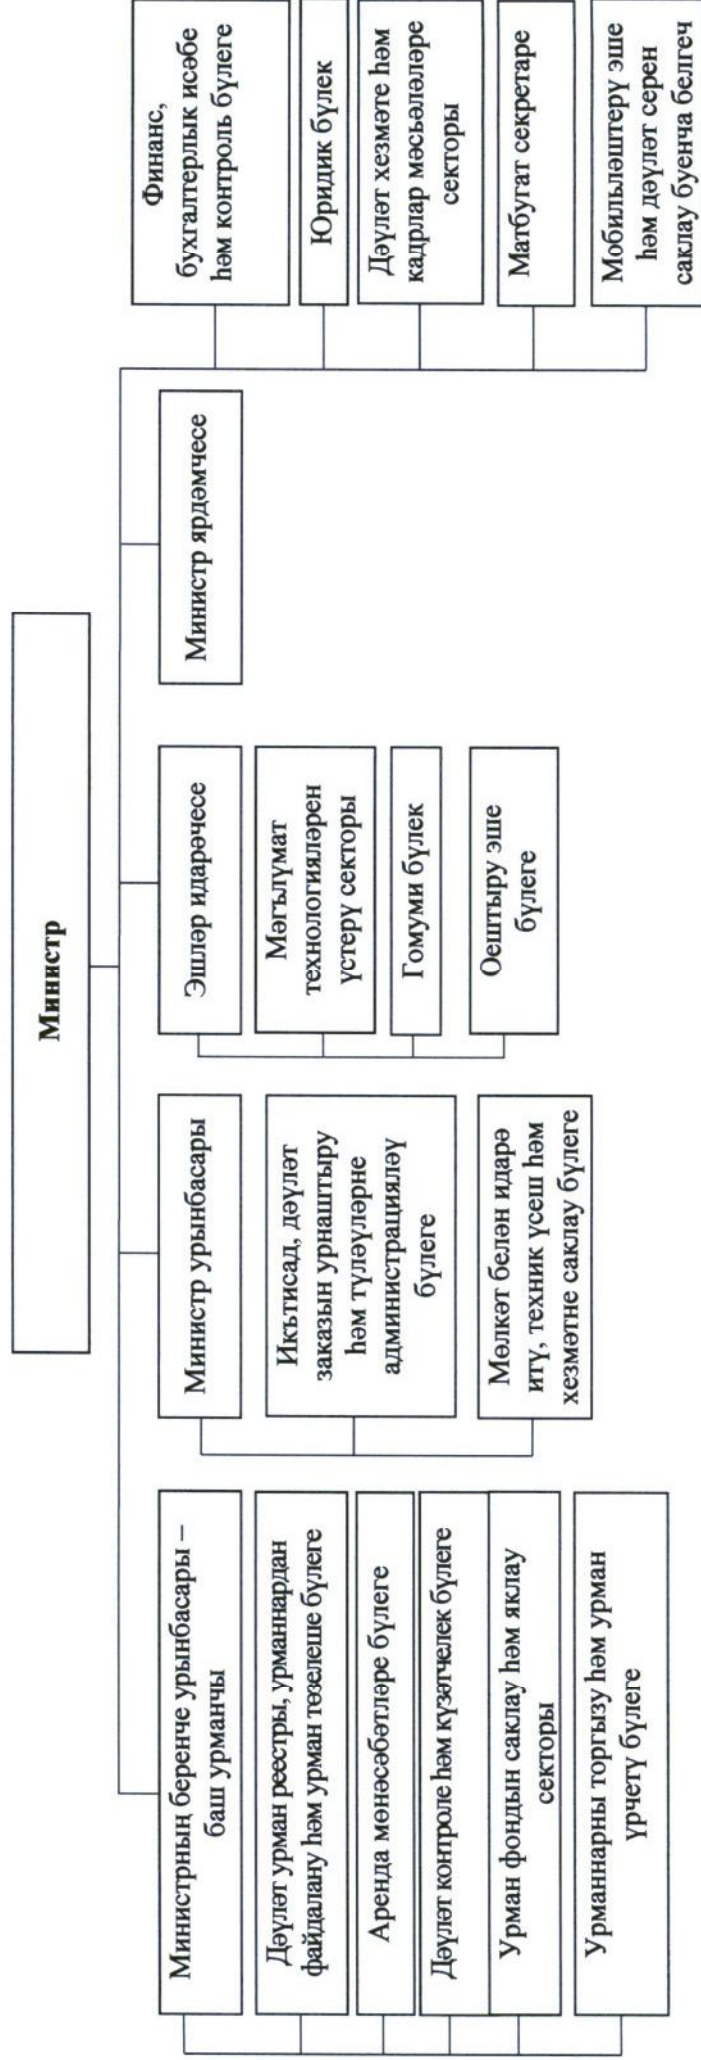 Министр
Министрның беренче урынбасары –
баш урманчы
Дәүләт урман реестры, урманнардан
файдалану һәм урман төзелеше бүлеге
Аренда мөнәсәбәтләре бүлеге
Дәүләт контроле һәм күзәтчелек бүлеге
Урман фондын саклау һәм яклау
секторы
Урманнарны торгызу һәм урман
үрчетү бүлеге
Министр урынбасары
Икътисад, дәүләт
заказын урнаштыру
һәм түләүләрне
администрацияләү
бүлеге
Мөлкәт белән идарә
итү, техник үсеш һәм
хезмәтне саклау бүлеге
Эшләр идарәчесе
Мәгълүмат
технологияләрен
үстерү секторы
Гомуми бүлек
Оештыру эше
бүлеге
Министр ярдәмчесе
Финанс,
бухгалтерлык исәбе
һәм контроль бүлеге
Юридик бүлек
Дәүләт хезмәте һәм
кадрлар мәсьәләләре
секторы
Матбугат секретаре
Мобильләштерү эше
һәм дәүләт серен
саклау буенча белгеч